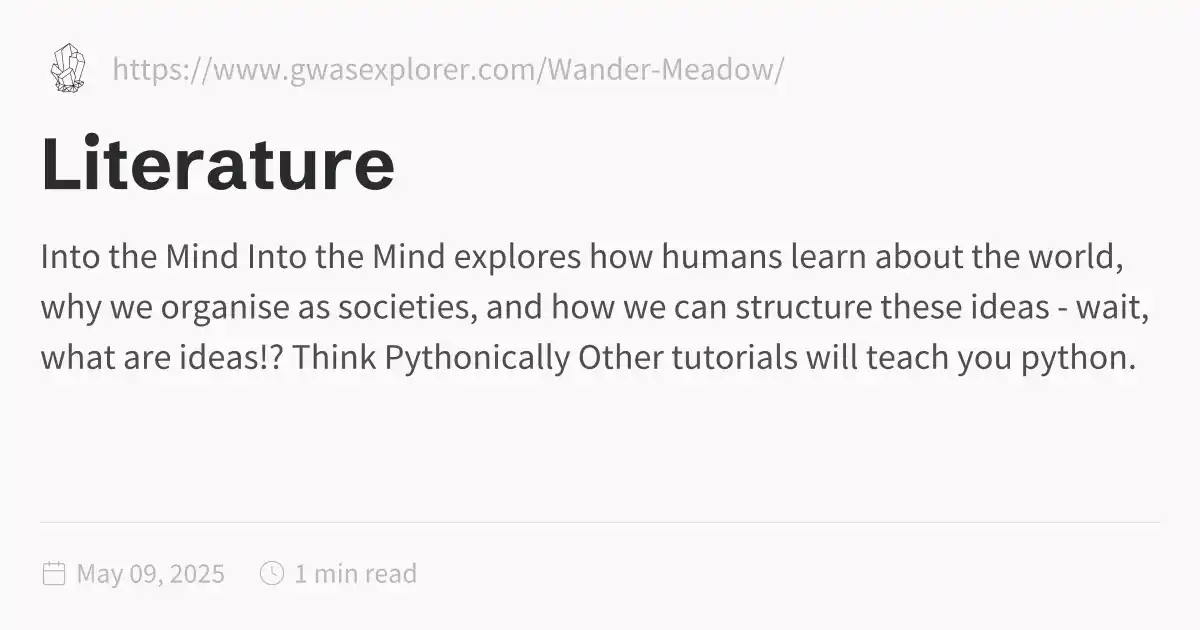 https://www.gwasexplorer.com/Wander-Meadow/
Literature
Into the Mind Into the Mind explores how humans learn about the world,
why we organise as societies, and how we can structure these ideas - wait,
what are ideas!? Think Pythonically Other tutorials will teach you python.
May 09, 2025 1 min read